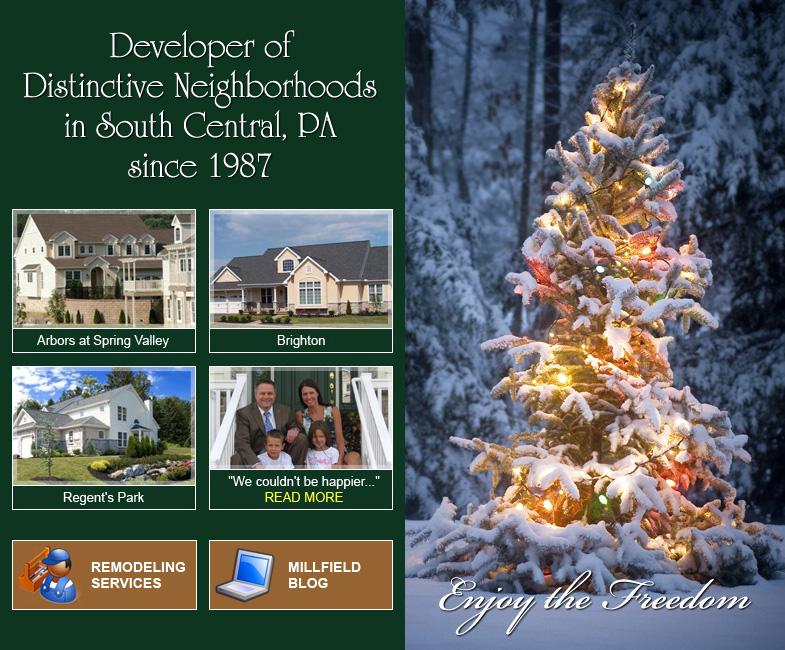 Developer of
Distinctive Neighborhoods
in South Central, PA
since 1987
Arbors at Spring Valley
Brighton
Regent's Park
"We couldn't be happier..."
READ MORE
REMODELING
SERVICES
MILLFIELD
BLOG
Enjoy the Freedom